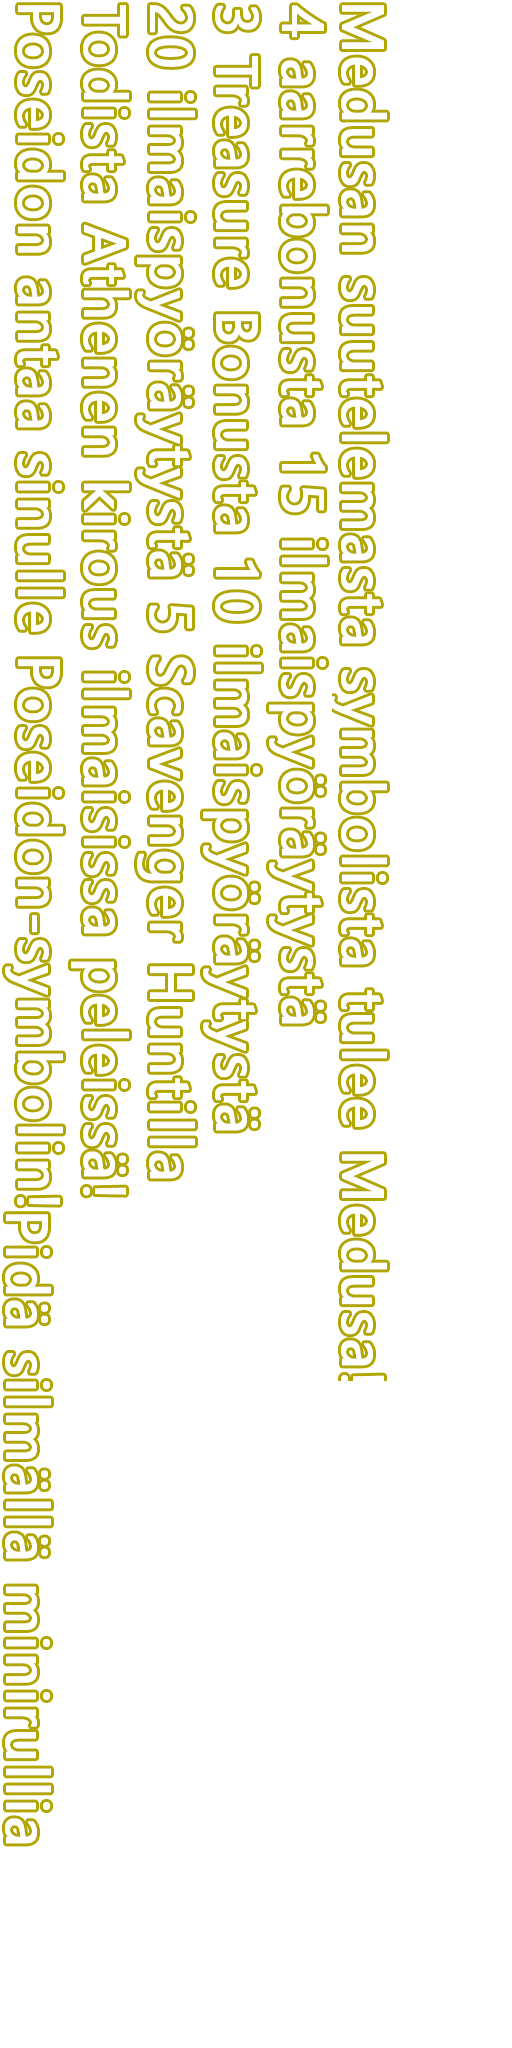 Medusan suutelemasta symbolista tulee Medusa!
4 aarrebonusta 15 ilmaispyöräytystä
3 Treasure Bonusta 10 ilmaispyöräytystä
20 ilmaispyöräytystä 5 Scavenger Huntilla
Todista Athenen kirous ilmaisissa peleissä!
Poseidon antaa sinulle Poseidon-symbolin!
Pidä silmällä minirullia